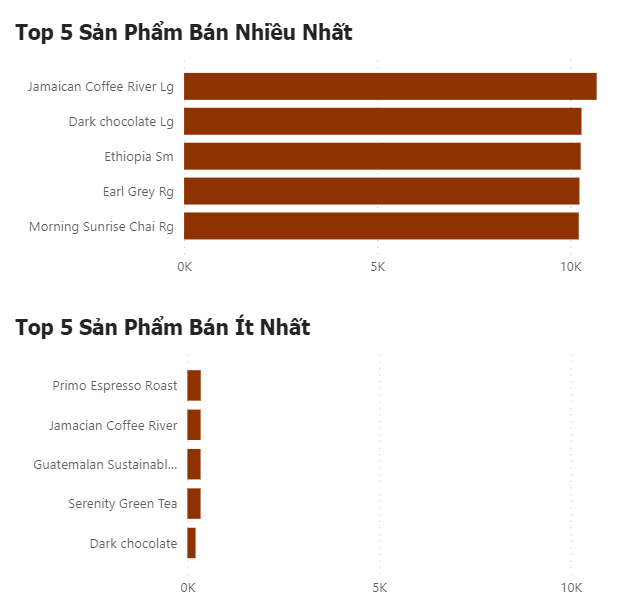 Top 5 Sản Phẩm Bán Nhiều Nhất
Jamaican Coffee River Lg
Dark chocolate Lg
Ethiopia Sm
Earl Grey Rg
Morning Sunrise Chai Rg
0K 5K 10K
Top 5 Sản Phẩm Bán Ít Nhất
Primo Espresso Roast
Jamacian Coffee River
Guatemalan Sustainabl...
Serenity Green Tea
Dark chocolate
0K 5K 10K